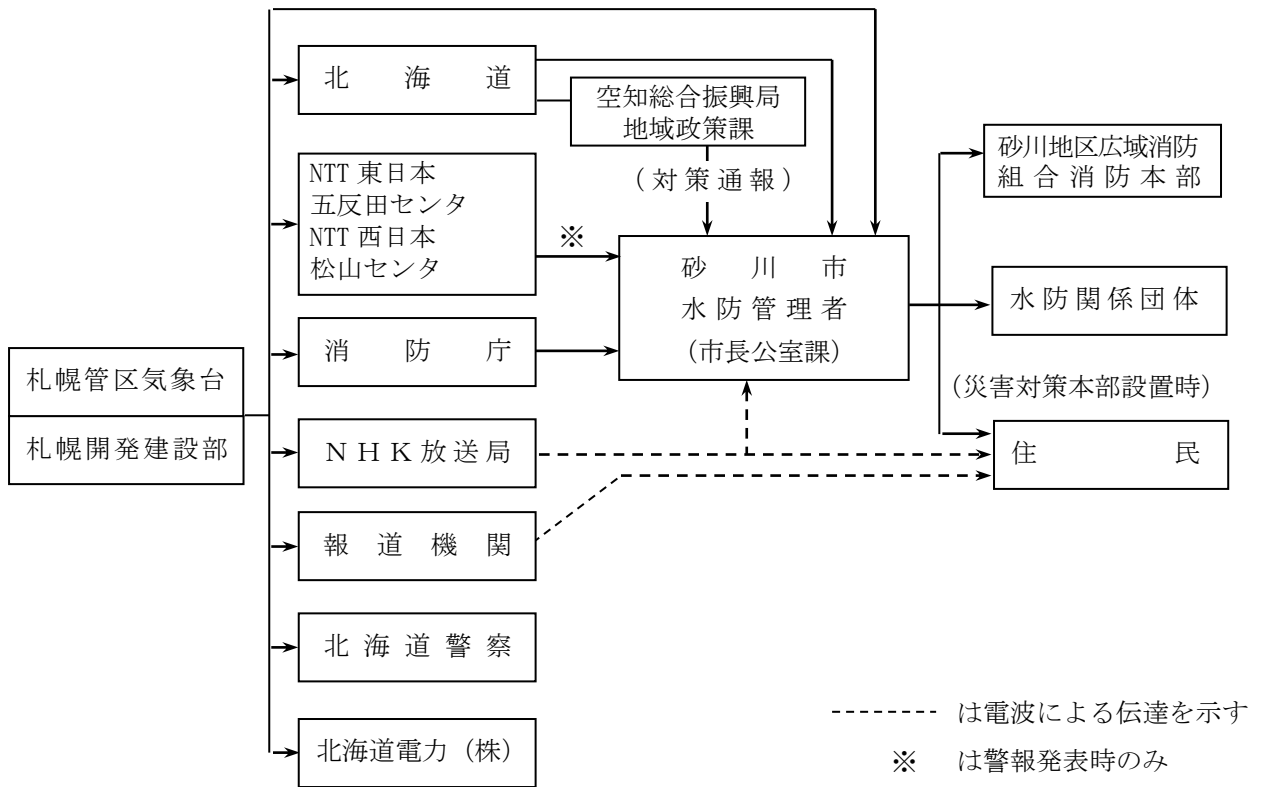 北海道
空知総合振興局
地域政策課
(対策通報)
NTT 東日本
五反田センタ
NTT 西日本
松山センタ
※
砂川市
水防管理者
(市長公室課)
砂川地区広域消防
組合消防本部
水防関係団体
消防庁
札幌管区気象台
札幌開発建設部
(災害対策本部設置時)
NHK放送局
住民
報道機関
北海道警察
北海道電力(株)
は電波による伝達を示す
※ は警報発表時のみ